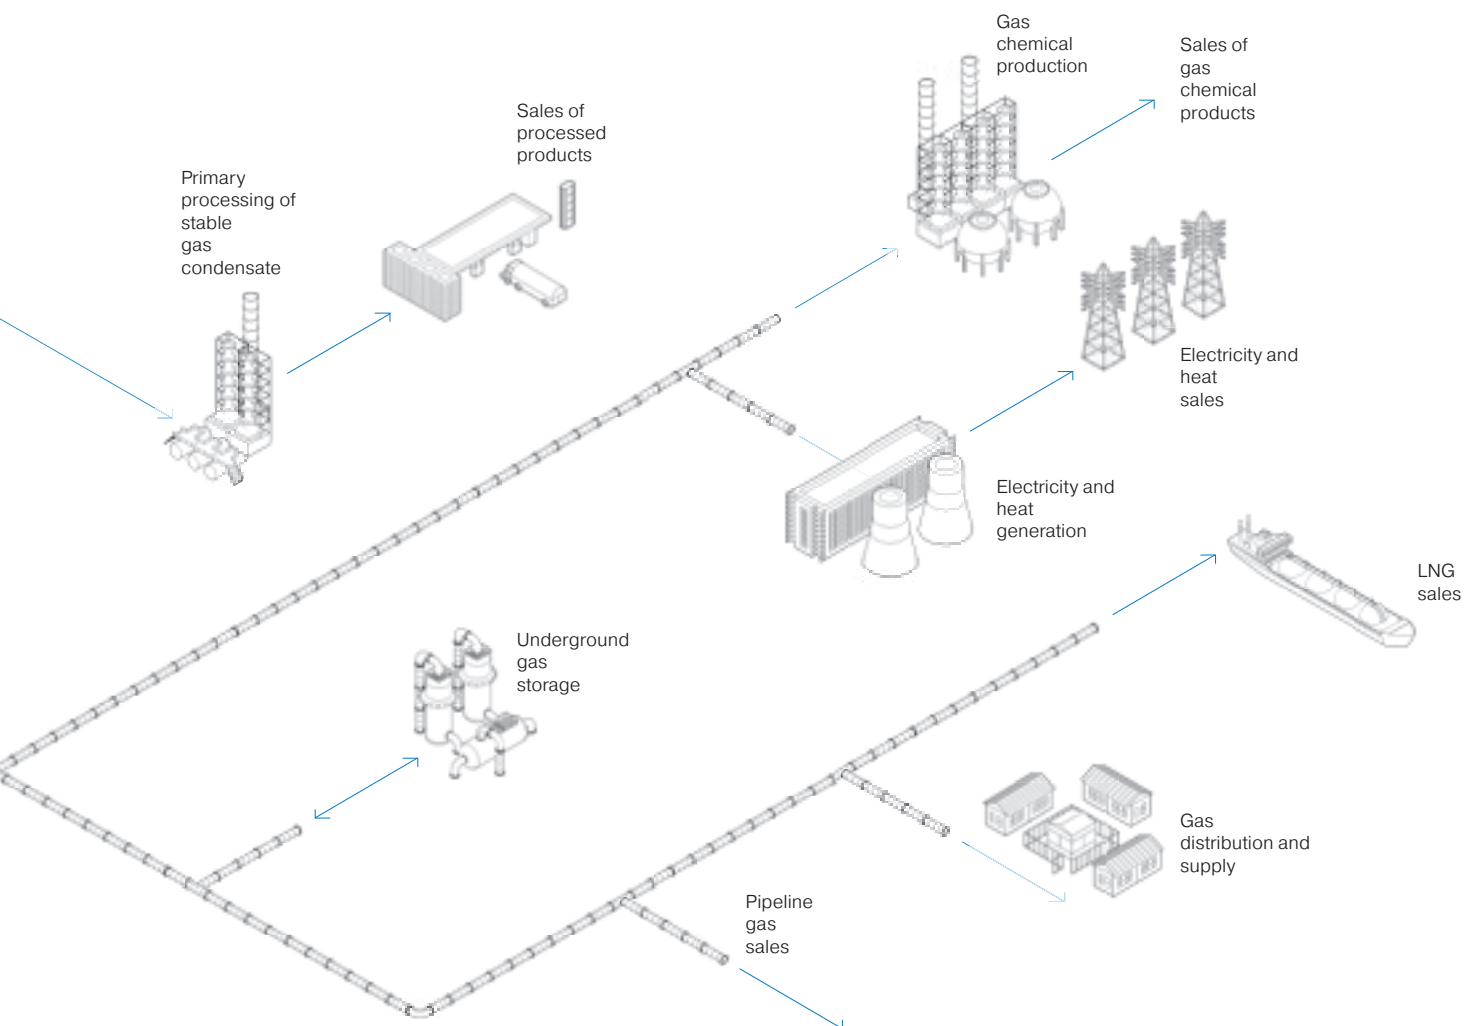 Gas
chemical
production
Sales of
gas
chemical
products
Sales of
processed
products
Primary
processing of
stable
gas
condensate
Electricity and
heat
sales
Electricity and
heat
generation
LNG
sales
Underground
gas
storage
Gas
distribution and
supply
Pipeline
gas
sales